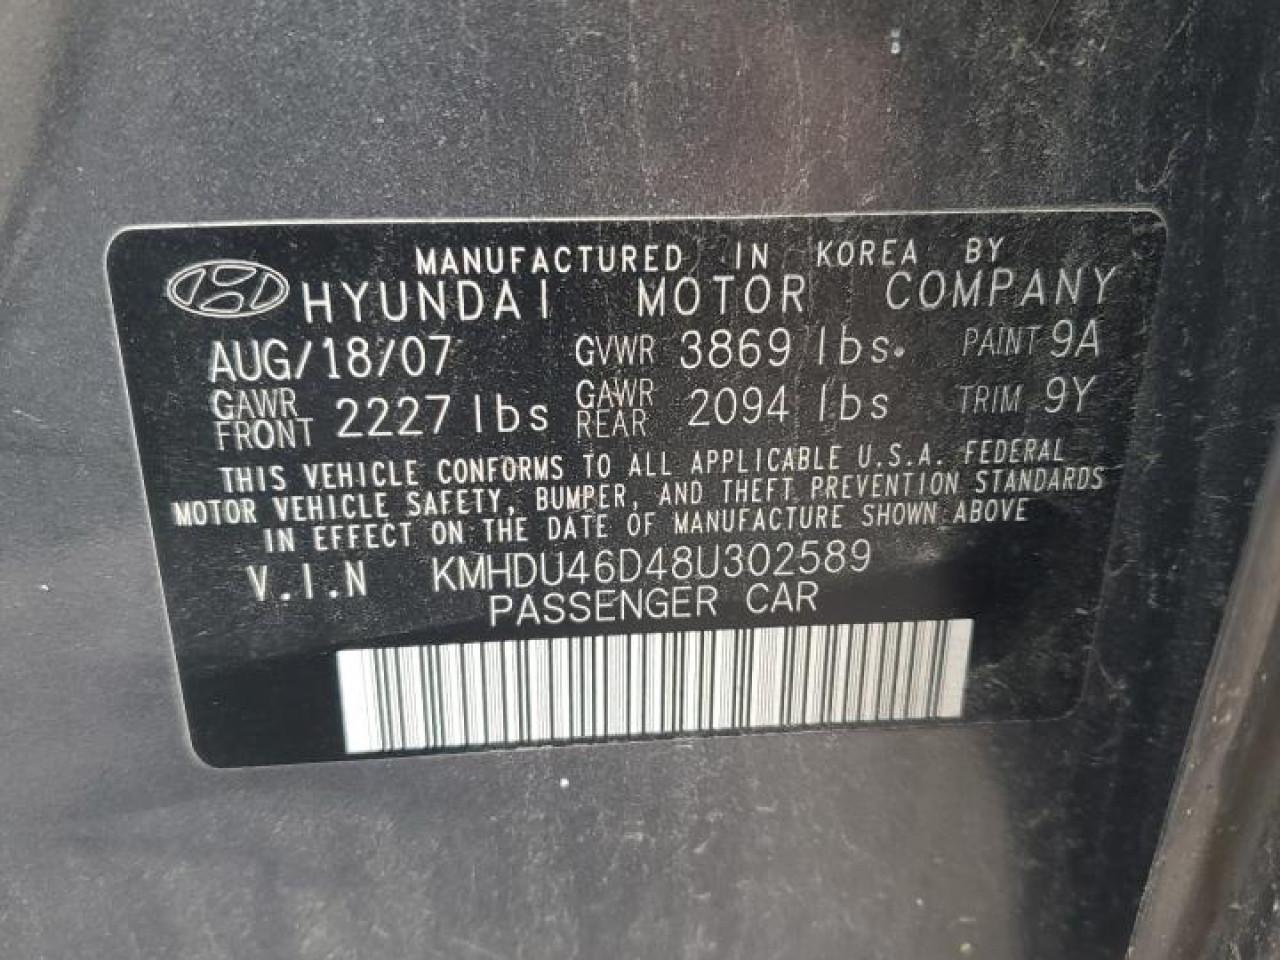 MANUFACTURED IN KOREA BY
HYUNDAI MOTOR COMPANY
AUG/18/07 GVWR 3869 lbs. PAINT 9A
GAWR FRONT 2227 lbs GAWR REAR 2094 lbs TRIM 9Y
THIS VEHICLE CONFORMS TO ALL APPLICABLE U.S.A. FEDERAL
MOTOR VEHICLE SAFETY, BUMPER, AND THEFT PREVENTION STANDARDS
IN EFFECT ON THE DATE OF MANUFACTURE SHOWN ABOVE
V.I.N KMHDU46D48U302589
PASSENGER CAR